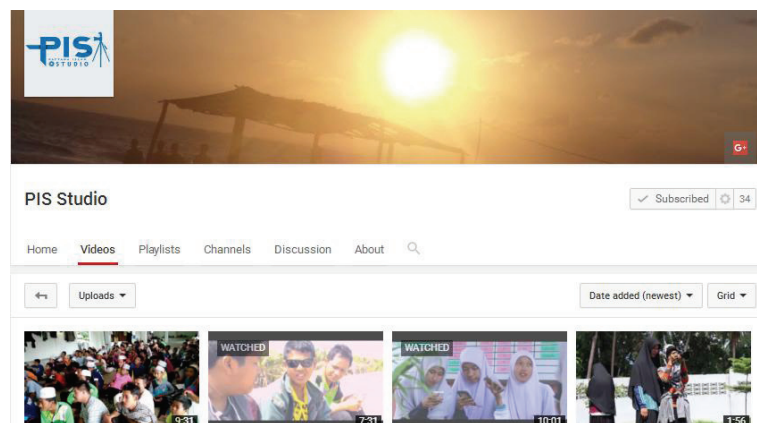 PIS
STUDIO
G+
PIS Studio
Subscribed 34
Home Videos Playlists Channels Discussion About
Uploads
Date added (newest) Grid
WATCHED
WATCHED
9:31
7:31
10:01
1:56